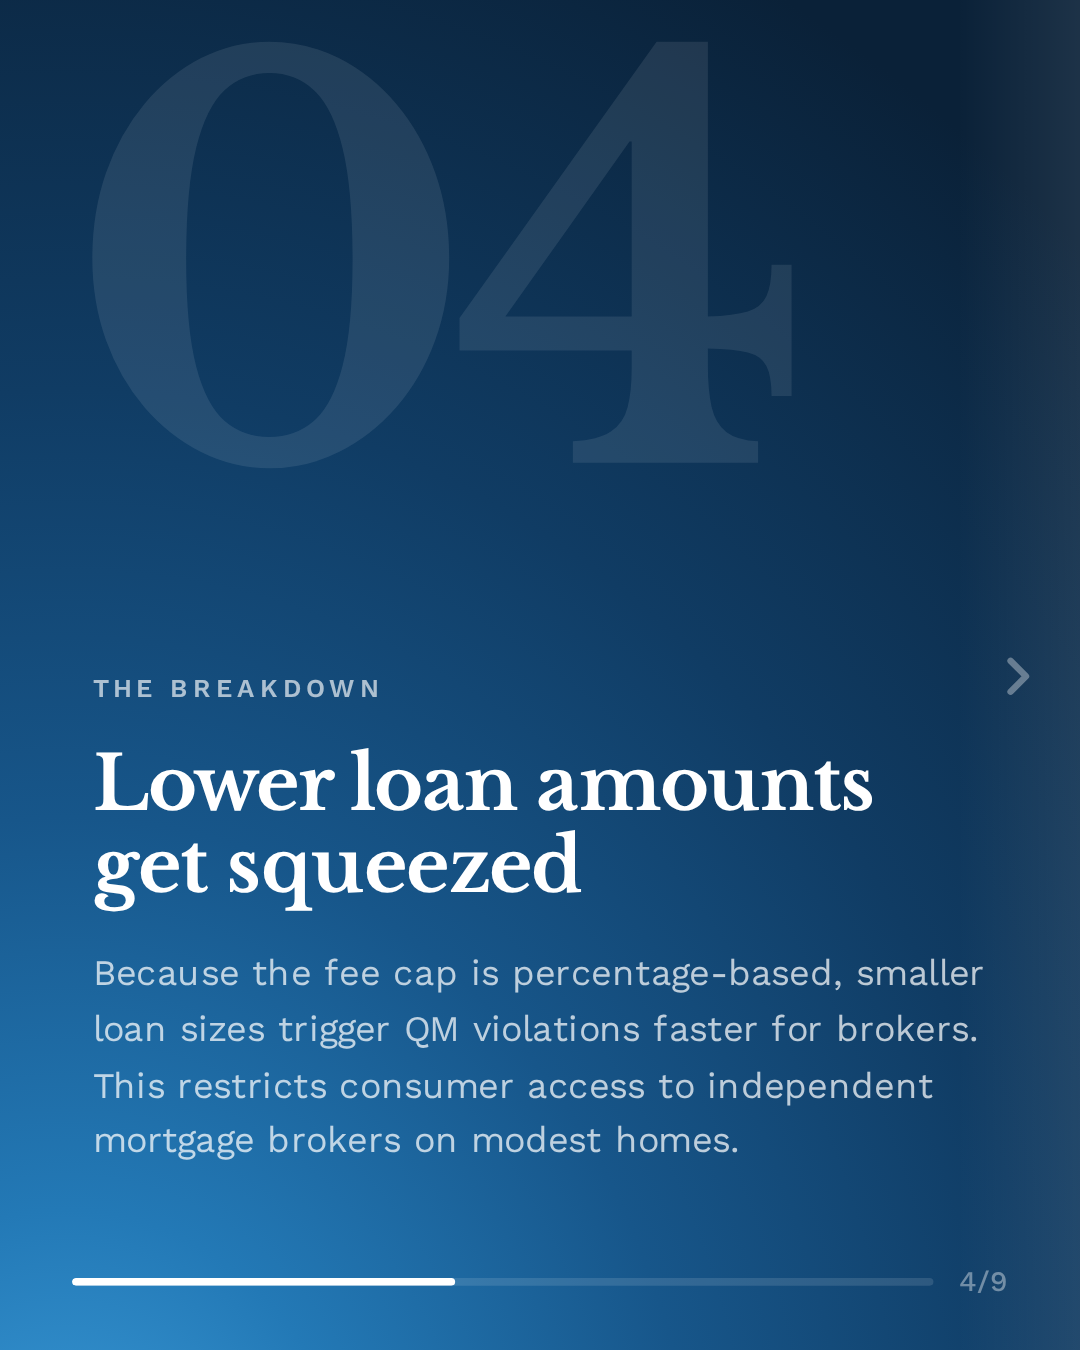 04
THE BREAKDOWN
Lower loan amounts
get squeezed
Because the fee cap is percentage-based, smaller
loan sizes trigger QM violations faster for brokers.
This restricts consumer access to independent
mortgage brokers on modest homes.
4/9